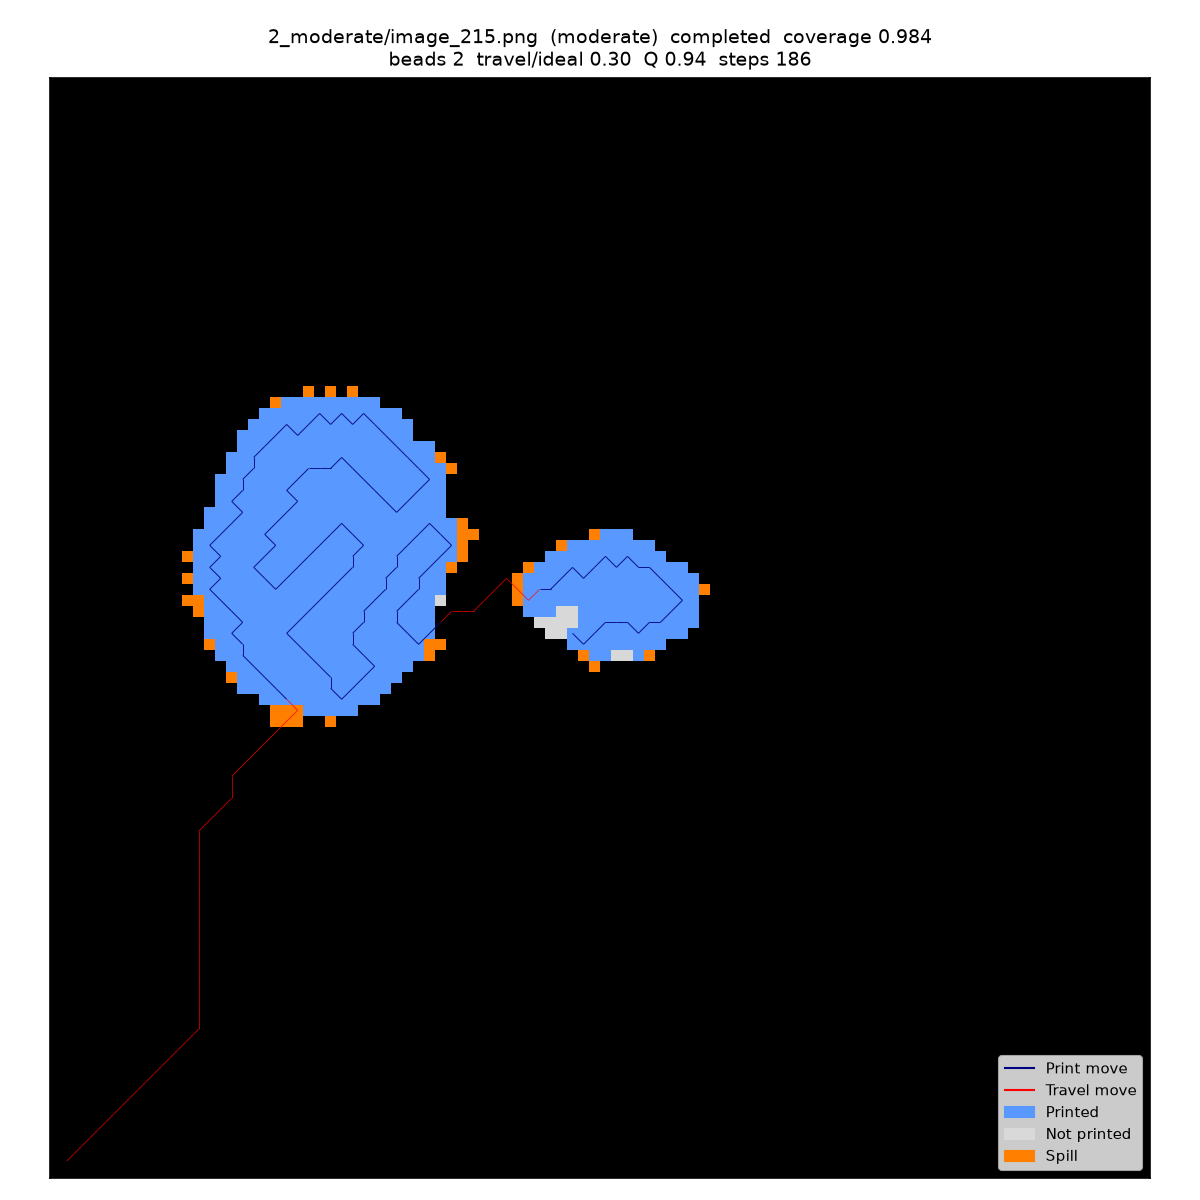 2_moderate/image_215.png  (moderate)  completed  coverage 0.984
beads 2  travel/ideal 0.30  Q 0.94  steps 186
Print move
Travel move
Printed
Not printed
Spill